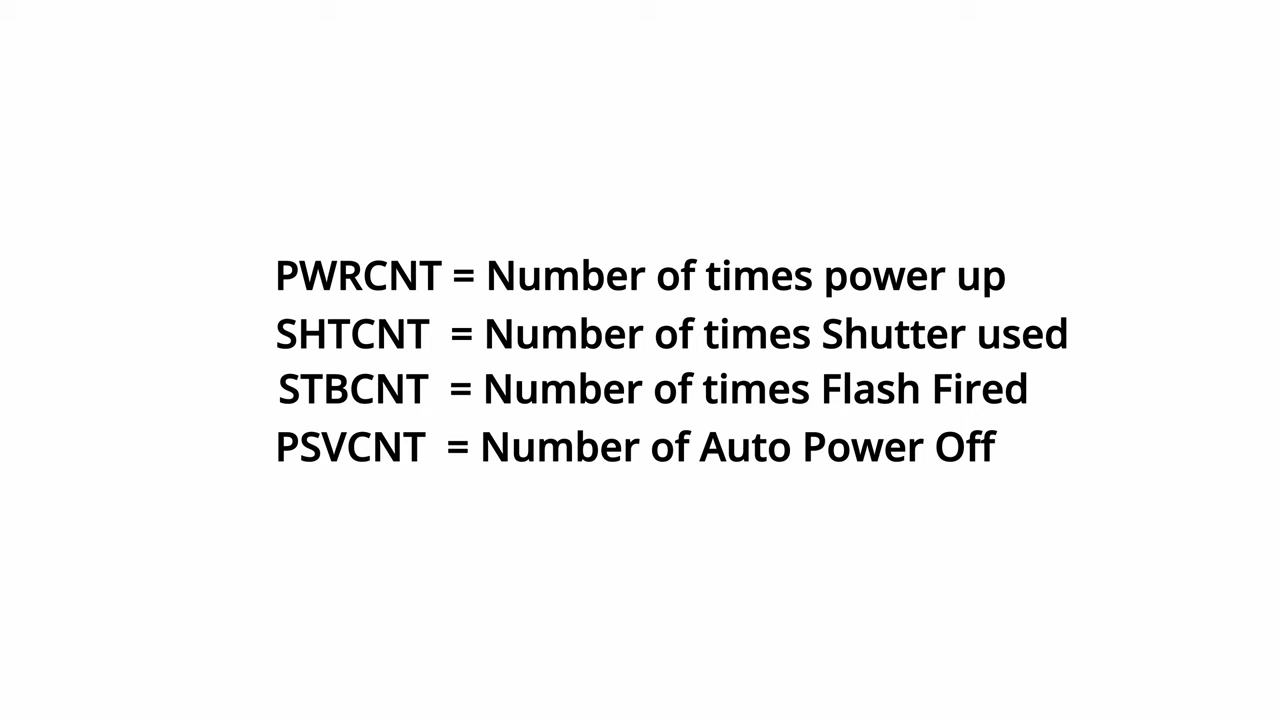 PWRCNT = Number of times power up
SHTCNT = Number of times Shutter used
STBCNT = Number of times Flash Fired
PSVCNT = Number of Auto Power Off